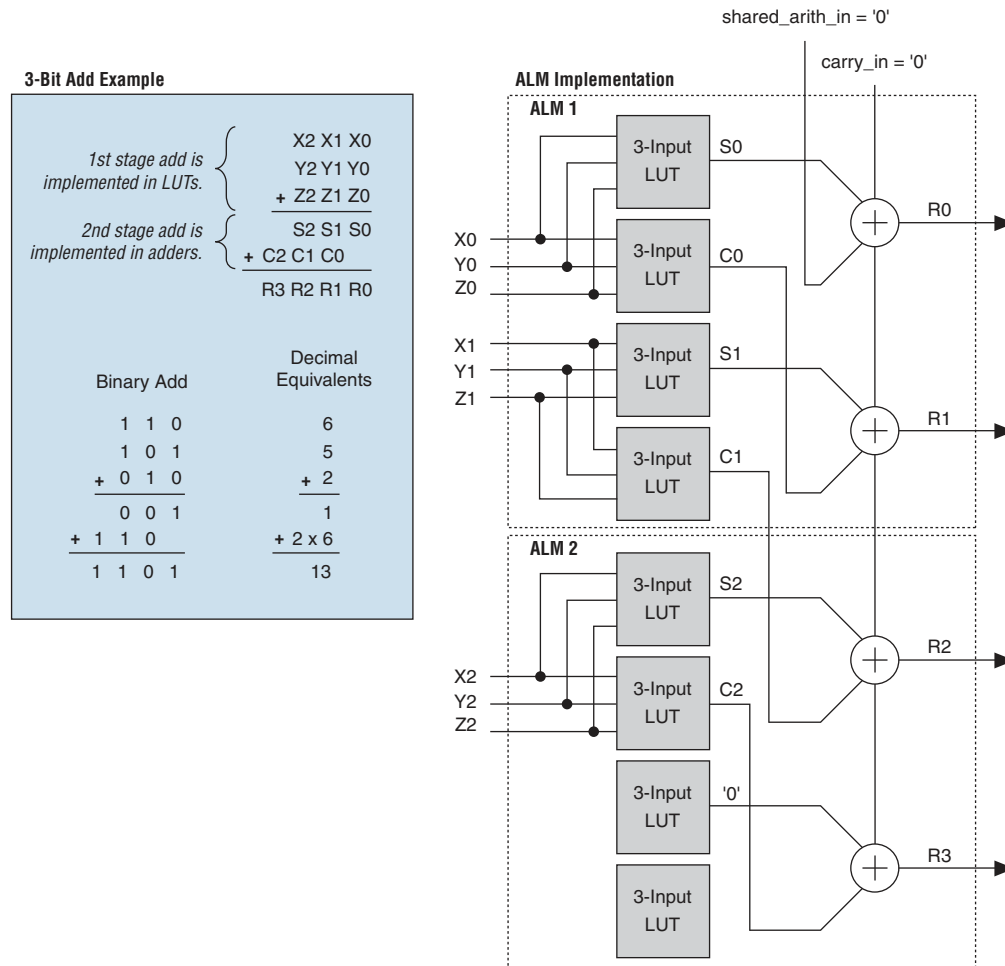 shared_arith_in = '0'
carry_in = '0'
3-Bit Add Example
1st stage add is
implemented in LUTs.
X2 X1 X0
Y2 Y1 Y0
+ Z2 Z1 Z0
2nd stage add is
implemented in adders.
S2 S1 S0
+ C2 C1 C0
R3 R2 R1 R0
Binary Add
1 1 0
1 0 1
+ 0 1 0
0 0 1
+ 1 1 0
1 1 0 1
Decimal
Equivalents
6
5
+ 2
1
+ 2 x 6
13
ALM Implementation
ALM 1
3-Input
LUT
S0
R0
X0
Y0
Z0
3-Input
LUT
C0
X1
Y1
Z1
3-Input
LUT
S1
R1
3-Input
LUT
C1
ALM 2
3-Input
LUT
S2
R2
X2
Y2
Z2
3-Input
LUT
C2
3-Input
LUT
'0'
R3
3-Input
LUT